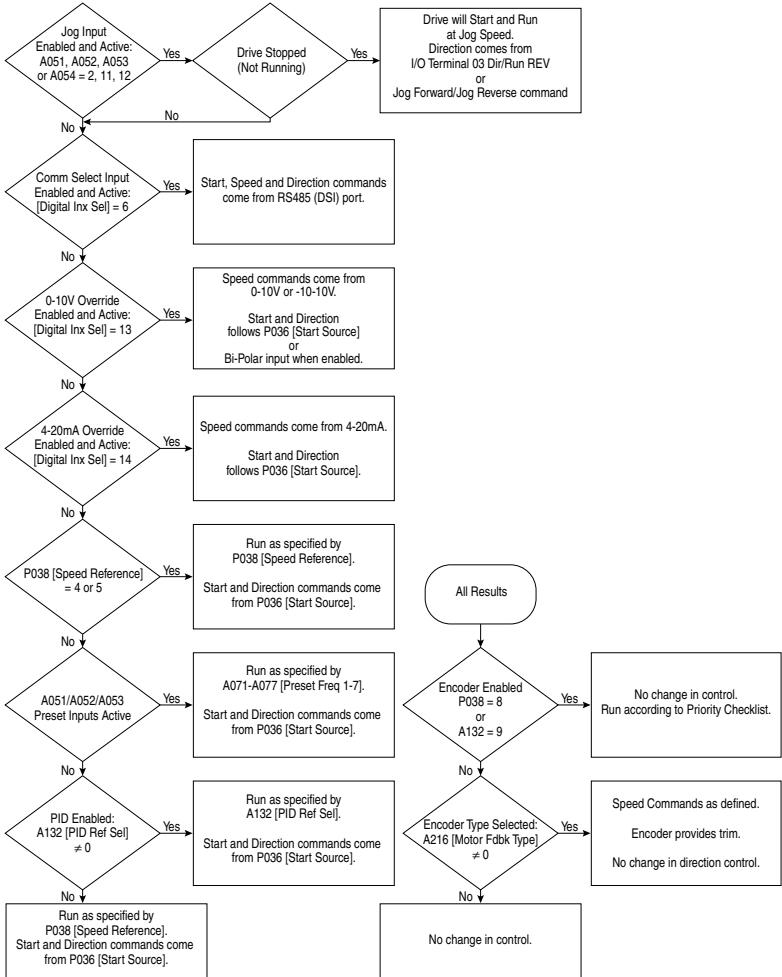 Jog Input
Enabled and Active:
A051, A052, A053
or A054 = 2, 11, 12
Yes
Drive Stopped
(Not Running)
Yes
Drive will Start and Run
at Jog Speed.
Direction comes from
I/O Terminal 03 Dir/Run REV
or
Jog Forward/Jog Reverse command
No
No
Comm Select Input
Enabled and Active:
[Digital Inx Sel] = 6
Yes
Start, Speed and Direction commands
come from RS485 (DSI) port.
No
0-10V Override
Enabled and Active:
[Digital Inx Sel] = 13
Yes
Speed commands come from
0-10V or -10-10V.
Start and Direction
follows P036 [Start Source]
or
Bi-Polar input when enabled.
No
4-20mA Override
Enabled and Active:
[Digital Inx Sel] = 14
Yes
Speed commands come from 4-20mA.
Start and Direction
follows P036 [Start Source].
No
P038 [Speed Reference]
= 4 or 5
Yes
Run as specified by
P038 [Speed Reference].
Start and Direction commands come
from P036 [Start Source].
No
A051/A052/A053
Preset Inputs Active
Yes
Run as specified by
A071-A077 [Preset Freq 1-7].
Start and Direction commands come
from P036 [Start Source].
No
PID Enabled:
A132 [PID Ref Sel]
≠ 0
Yes
Run as specified by
A132 [PID Ref Sel].
Start and Direction commands come
from P036 [Start Source].
No
Run as specified by
P038 [Speed Reference].
Start and Direction commands come
from P036 [Start Source].
All Results
Encoder Enabled
P038 = 8
or
A132 = 9
Yes
No change in control.
Run according to Priority Checklist.
No
Encoder Type Selected:
A216 [Motor Fdbk Type]
≠ 0
Yes
Speed Commands as defined.
Encoder provides trim.
No change in direction control.
No
No change in control.